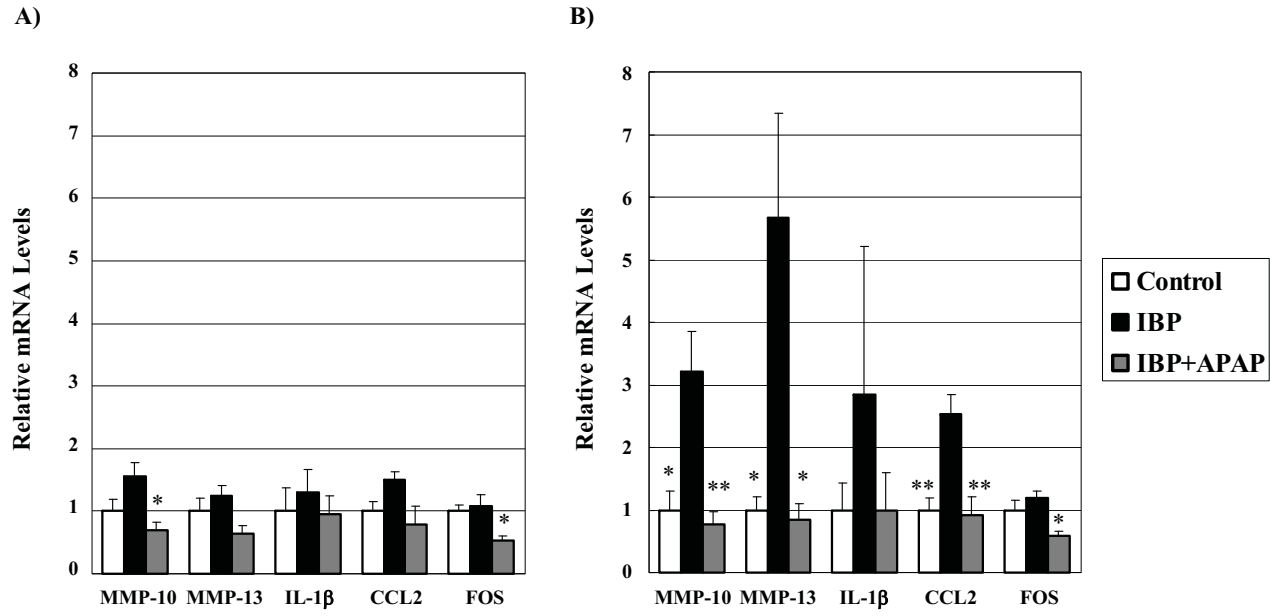 A)
8
7
6
5
4
3
2
1
0
Relative mRNA Levels
*
*
MMP-10 MMP-13 IL-1β CCL2 FOS
B)
8
7
6
5
4
3
2
1
0
Relative mRNA Levels
* ** * * ** ** *
MMP-10 MMP-13 IL-1β CCL2 FOS
Control
IBP
IBP+APAP